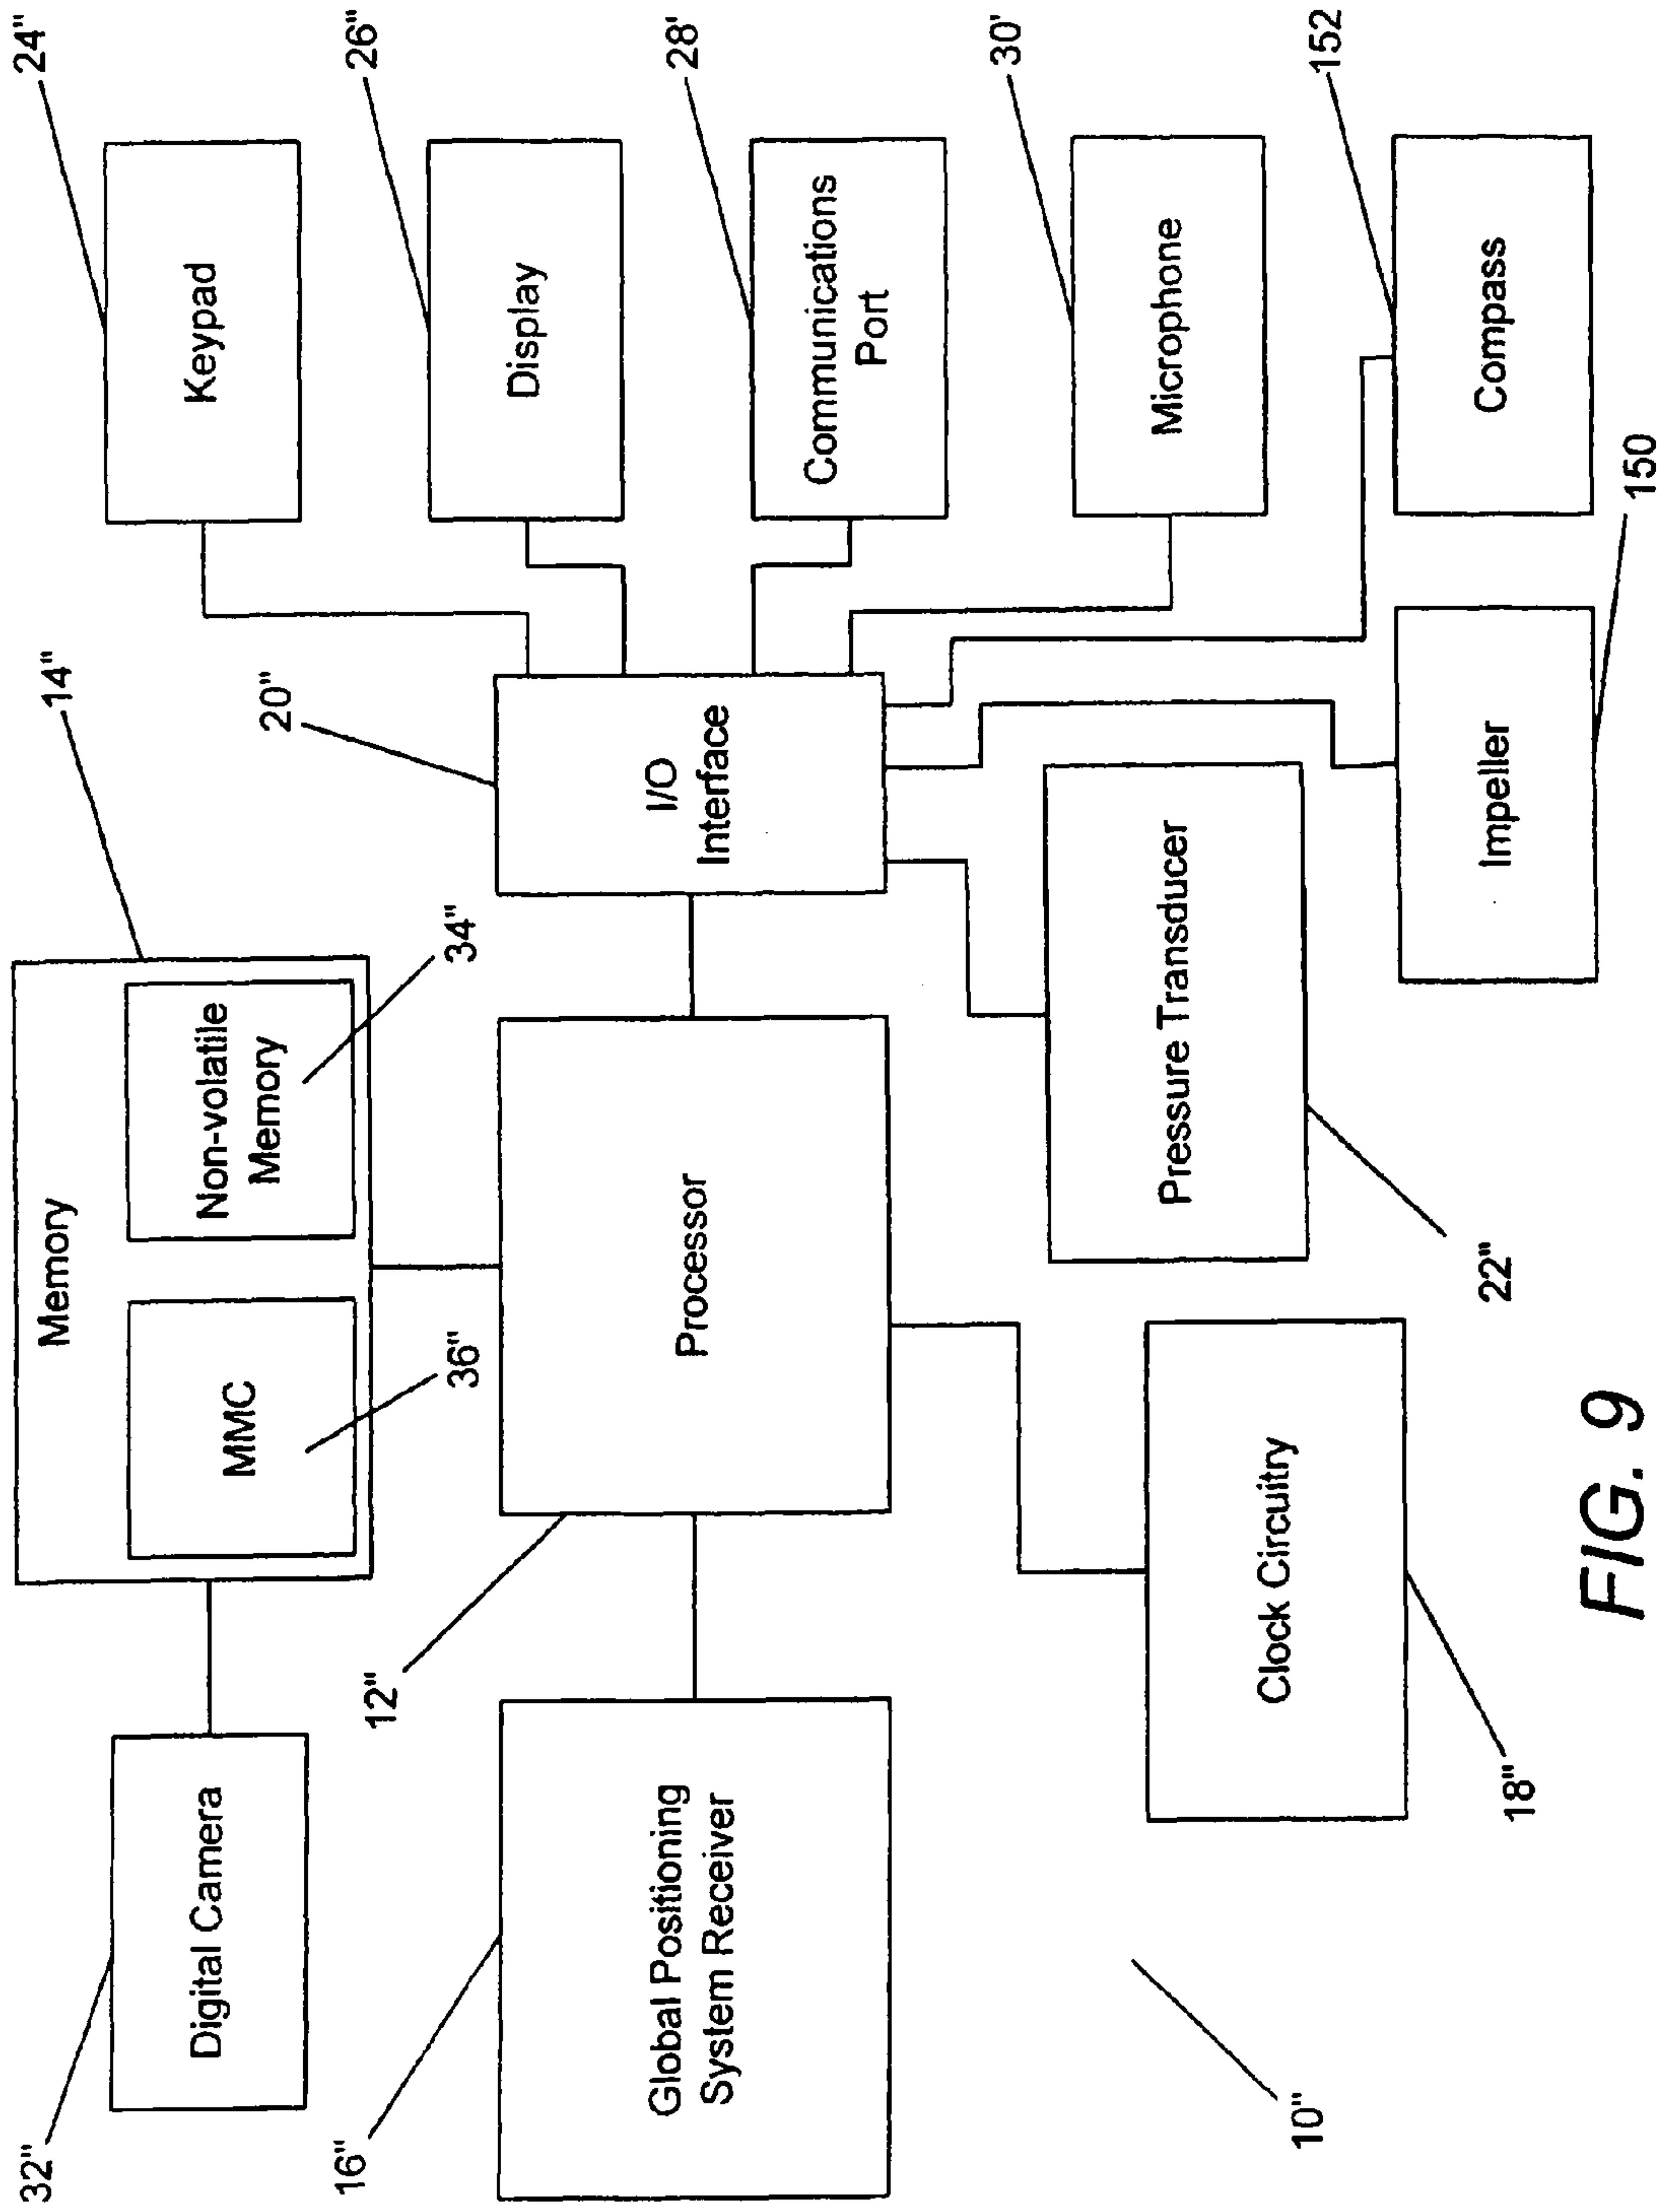 32"
Digital Camera
Memory
14"
MMC
36"
Non-volatile
Memory
34"
24"
Keypad
16"
Global Positioning
System Receiver
12"
Processor
20"
I/O
Interface
26"
Display
28'
Communications
Port
30'
Microphone
10"
18"
Clock Circuitry
22"
Pressure Transducer
152
Compass
150
Impeller
FIG. 9